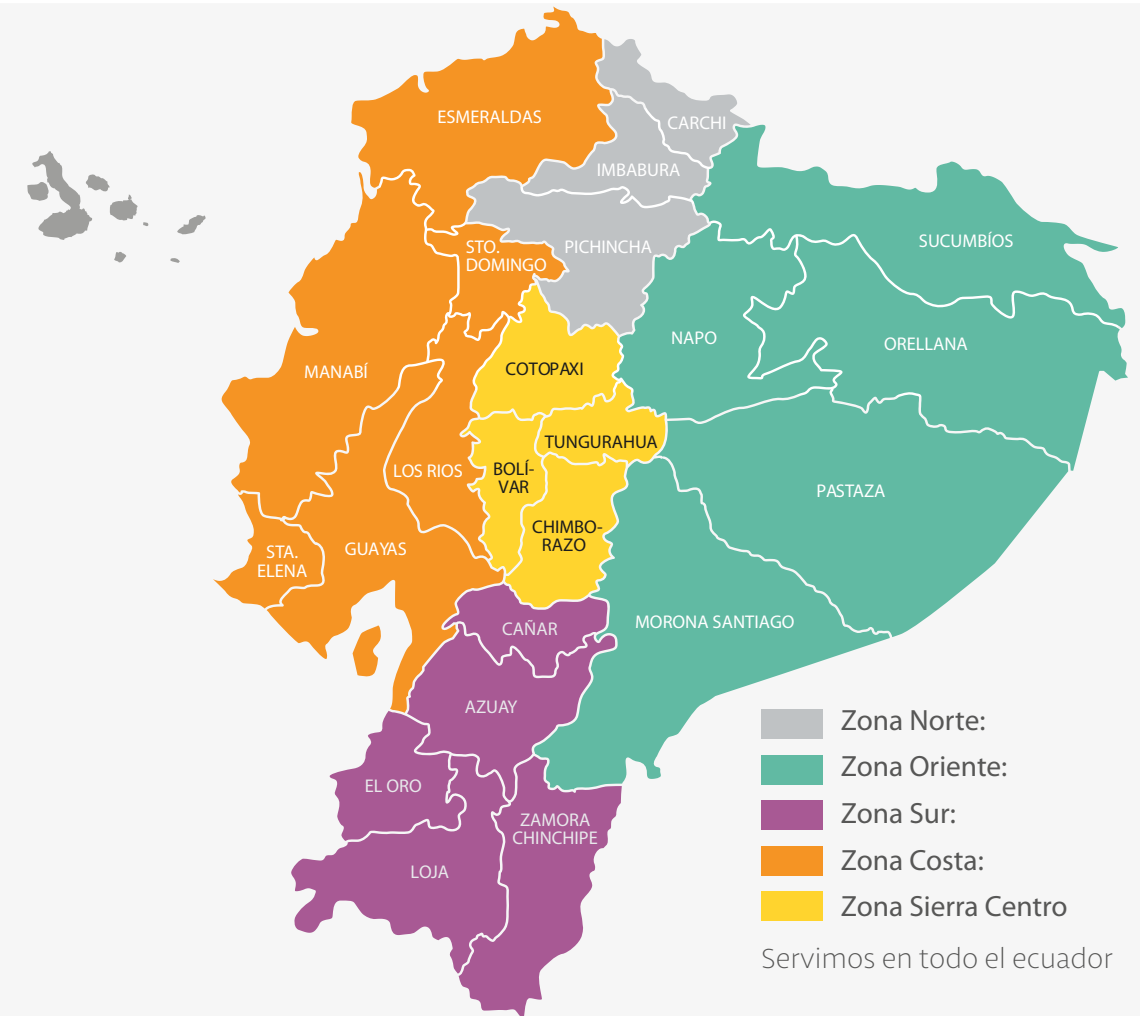 ESMERALDAS
CARCHI
IMBABURA
PICHINCHA
SUCUMBÍOS
STO.
DOMINGO
NAPO
ORELLANA
MANABÍ
COTOPAXI
TUNGURAHUA
LOS RIOS
BOLÍ-
VAR
PASTAZA
CHIMBO-
RAZO
GUAYAS
STA.
ELENA
CAÑAR
MORONA SANTIAGO
AZUAY
EL ORO
ZAMORA
CHINCHIPE
LOJA
Zona Norte:
Zona Oriente:
Zona Sur:
Zona Costa:
Zona Sierra Centro
Servimos en todo el ecuador